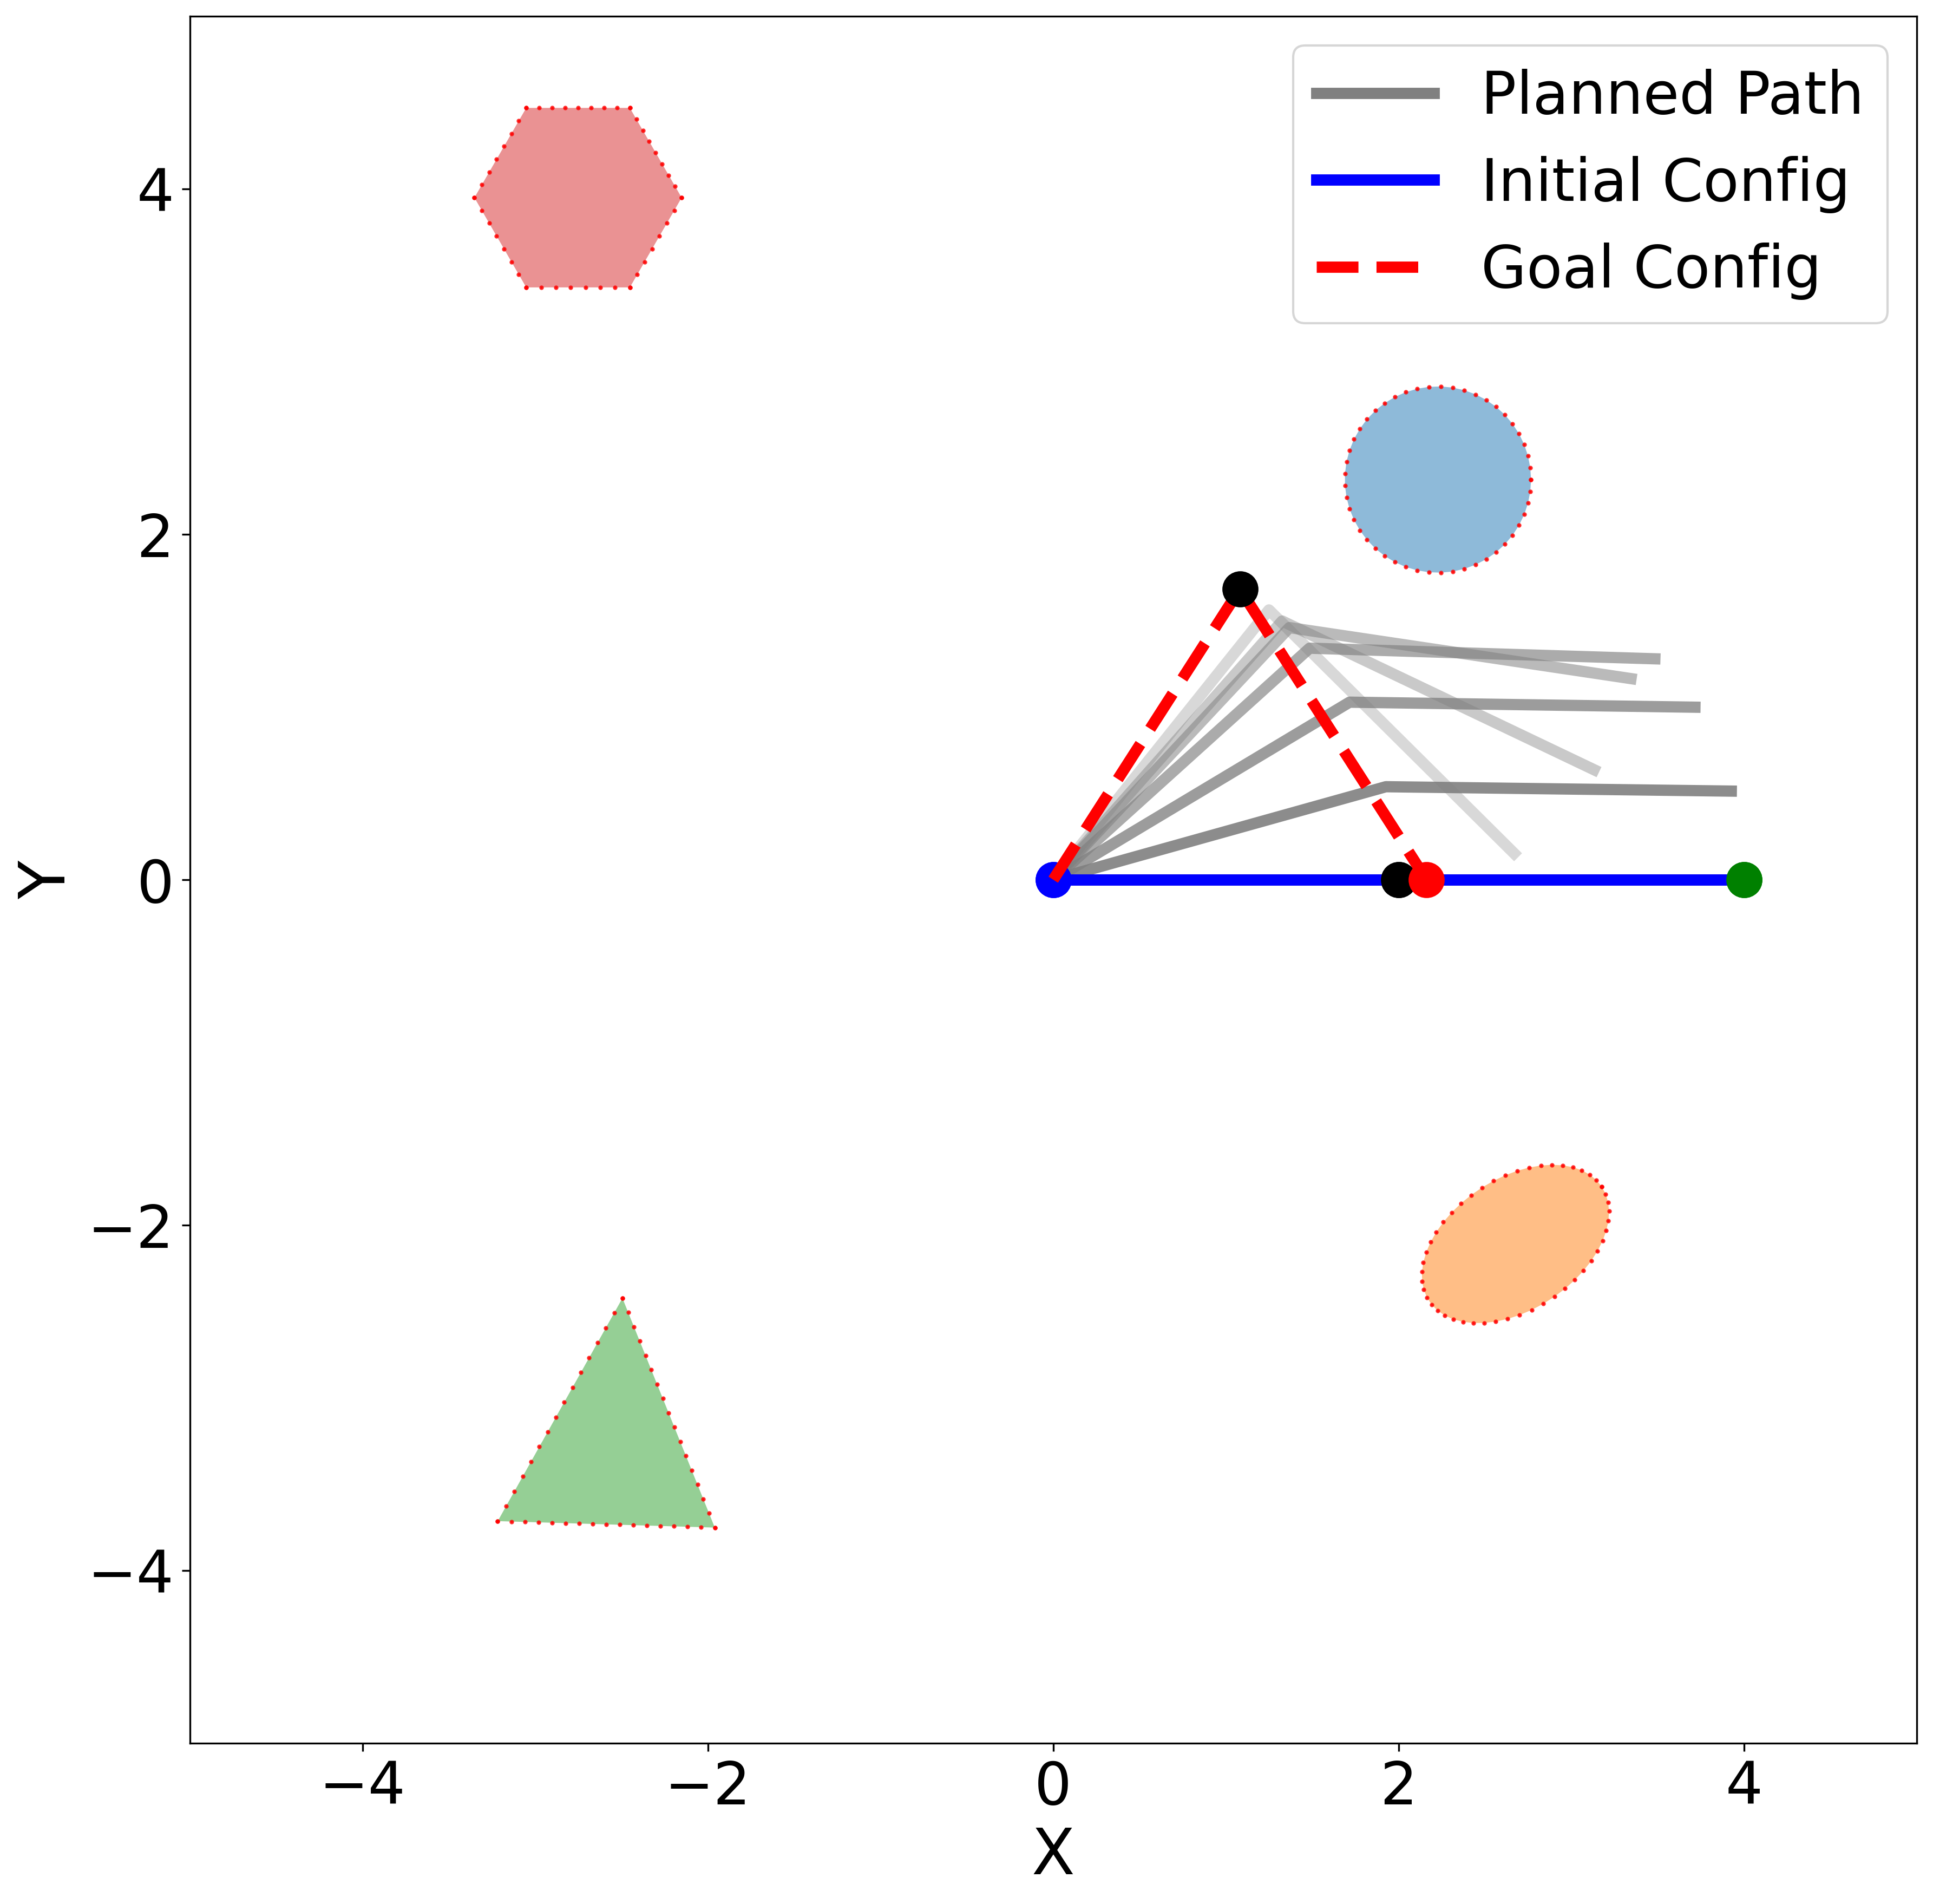 Planned Path
Initial Config
Goal Config
4
2
0
−2
−4
Y
−4 −2 0 2 4
X